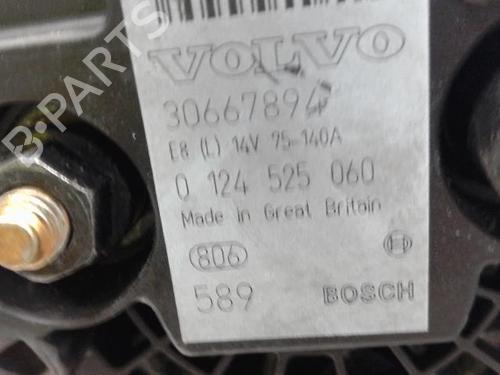 VOLVO
30667894
E8 (L) 14V 75-140A
0 124 525 060
Made in Great Britain
806
589 BOSCH
B-PARTS